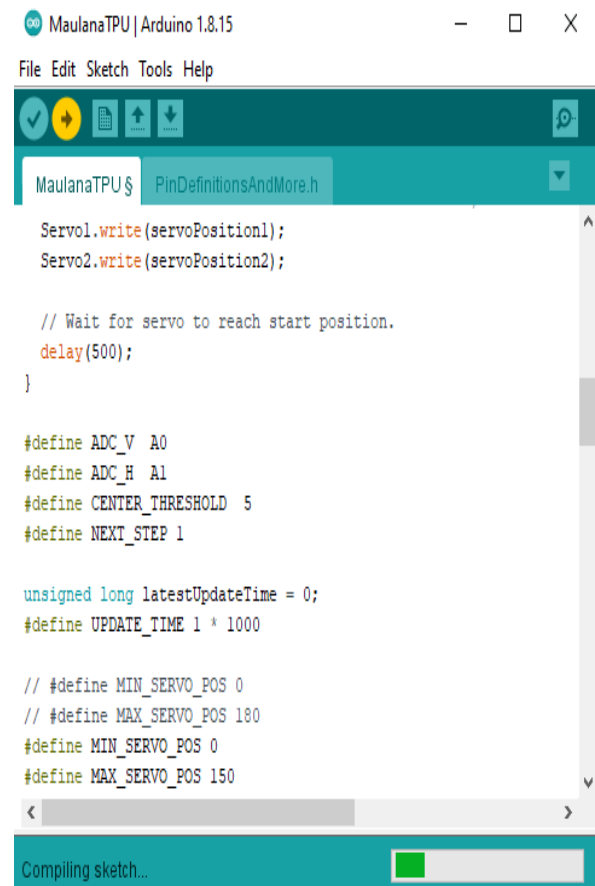 MaulanaTPU | Arduino 1.8.15
File Edit Sketch Tools Help
MaulanaTPU § PinDefinitionsAndMore.h
Servo1.write(servoPosition1);
Servo2.write(servoPosition2);
// Wait for servo to reach start position.
delay(500);
}
#define ADC_V A0
#define ADC_H A1
#define CENTER_THRESHOLD 5
#define NEXT_STEP 1
unsigned long latestUpdateTime = 0;
#define UPDATE_TIME 1 * 1000
// #define MIN_SERVO_POS 0
// #define MAX_SERVO_POS 180
#define MIN_SERVO_POS 0
#define MAX_SERVO_POS 150
Compiling sketch...